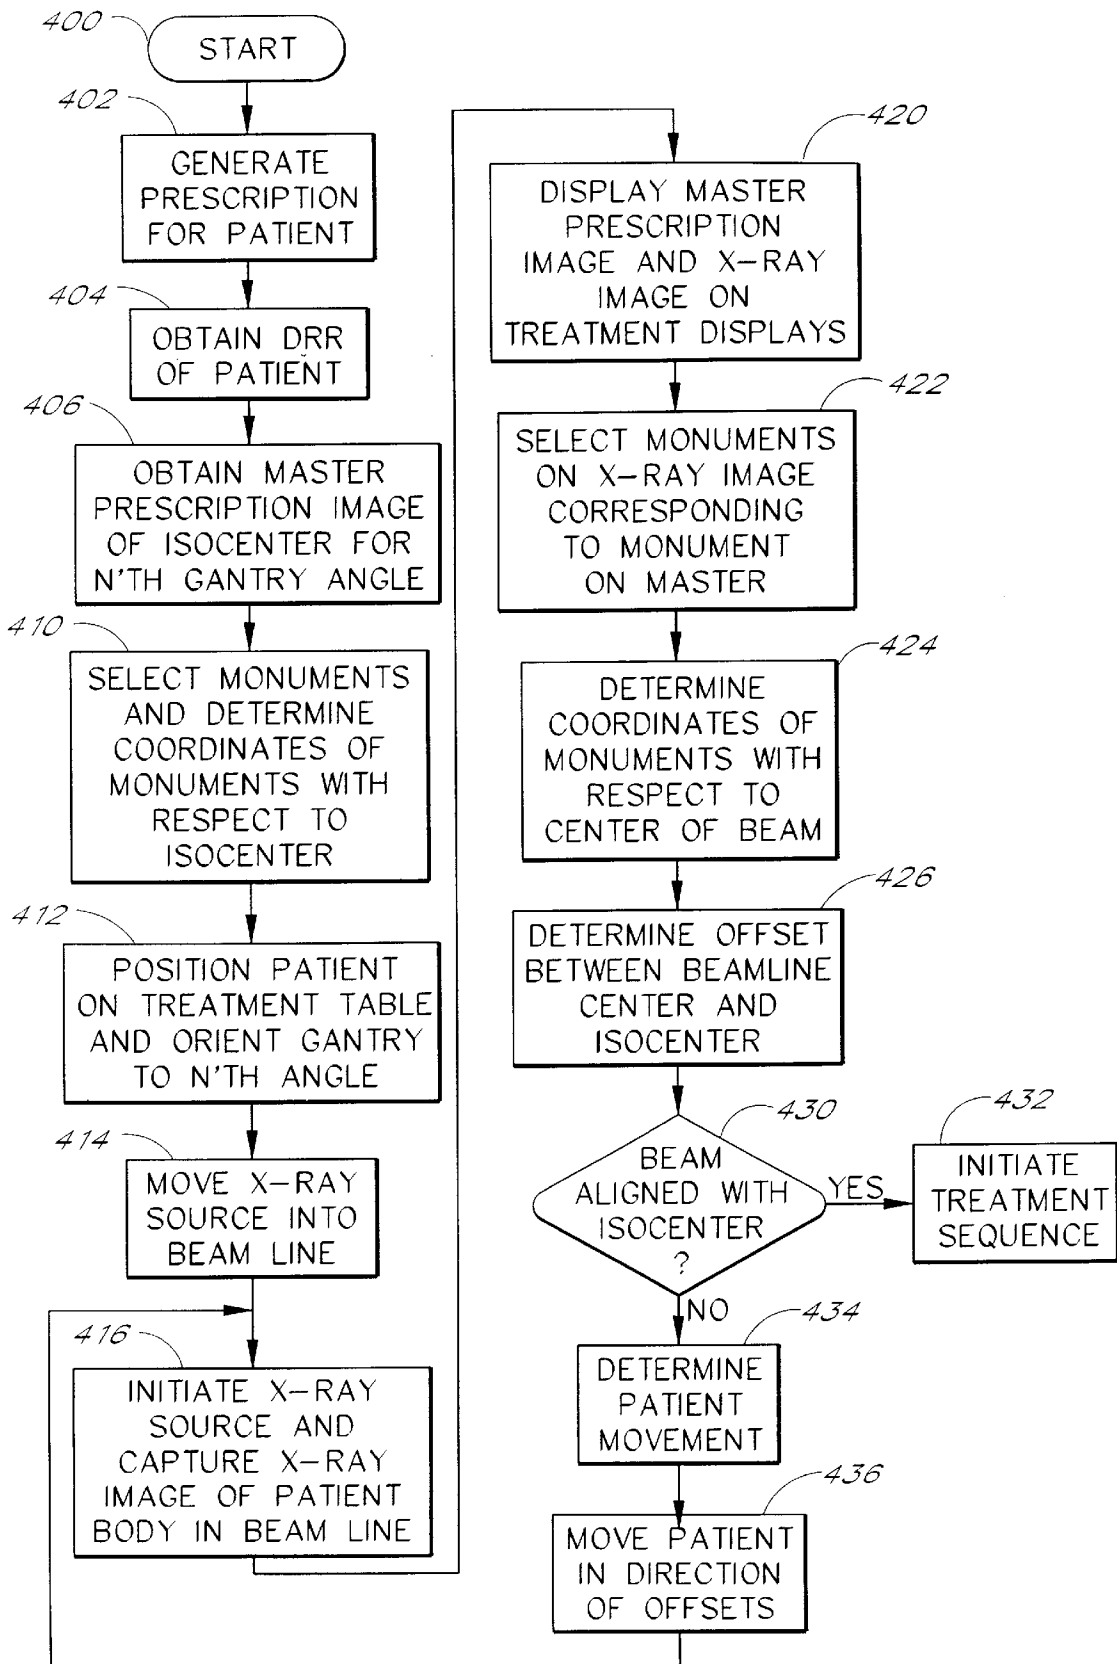 400
START
402
GENERATE
PRESCRIPTION
FOR PATIENT
404
OBTAIN DRR
OF PATIENT
406
OBTAIN MASTER
PRESCRIPTION IMAGE
OF ISOCENTER FOR
N'TH GANTRY ANGLE
410
SELECT MONUMENTS
AND DETERMINE
COORDINATES OF
MONUMENTS WITH
RESPECT TO
ISOCENTER
412
POSITION PATIENT
ON TREATMENT TABLE
AND ORIENT GANTRY
TO N'TH ANGLE
414
MOVE X-RAY
SOURCE INTO
BEAM LINE
416
INITIATE X-RAY
SOURCE AND
CAPTURE X-RAY
IMAGE OF PATIENT
BODY IN BEAM LINE
420
DISPLAY MASTER
PRESCRIPTION
IMAGE AND X-RAY
IMAGE ON
TREATMENT DISPLAYS
422
SELECT MONUMENTS
ON X-RAY IMAGE
CORRESPONDING
TO MONUMENT
ON MASTER
424
DETERMINE
COORDINATES OF
MONUMENTS WITH
RESPECT TO
CENTER OF BEAM
426
DETERMINE OFFSET
BETWEEN BEAMLINE
CENTER AND
ISOCENTER
430
BEAM
ALIGNED WITH
ISOCENTER
?
YES
432
INITIATE
TREATMENT
SEQUENCE
NO
434
DETERMINE
PATIENT
MOVEMENT
436
MOVE PATIENT
IN DIRECTION
OF OFFSETS